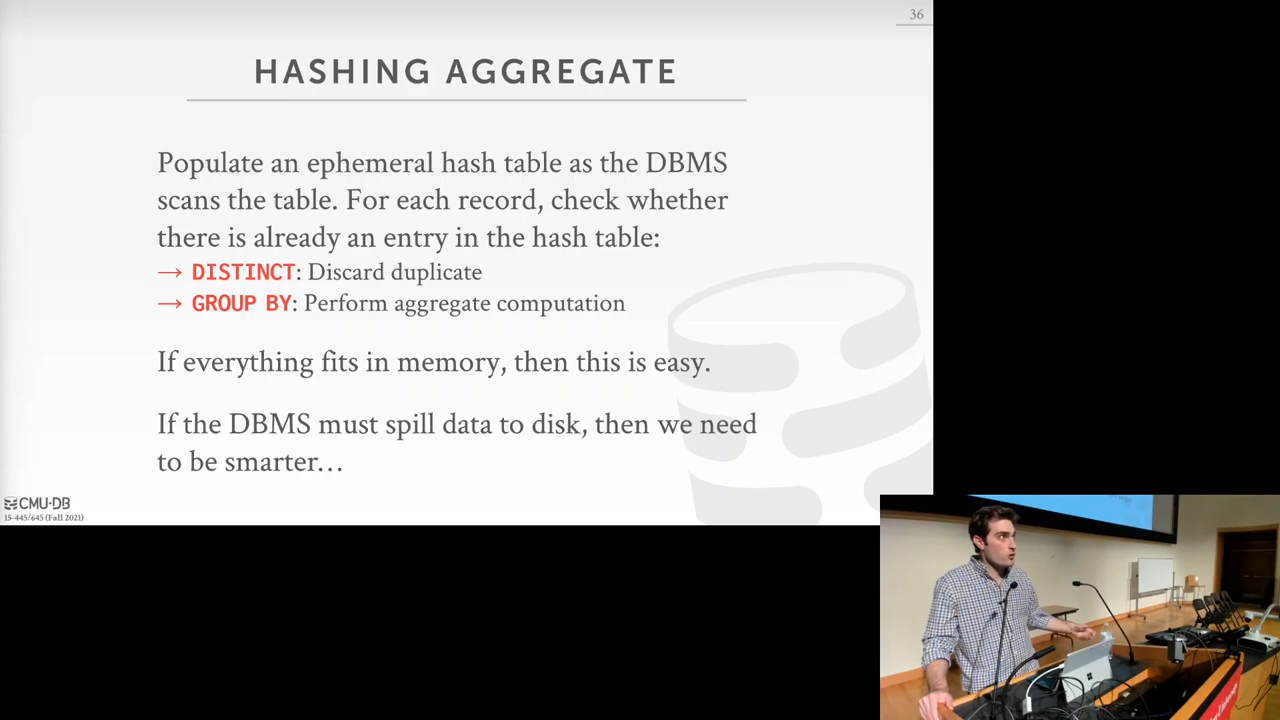 36
HASHING AGGREGATE
Populate an ephemeral hash table as the DBMS
scans the table. For each record, check whether
there is already an entry in the hash table:
→ DISTINCT: Discard duplicate
→ GROUP BY: Perform aggregate computation
If everything fits in memory, then this is easy.
If the DBMS must spill data to disk, then we need
to be smarter…
CMU·DB
15-445/645 (Fall 2021)